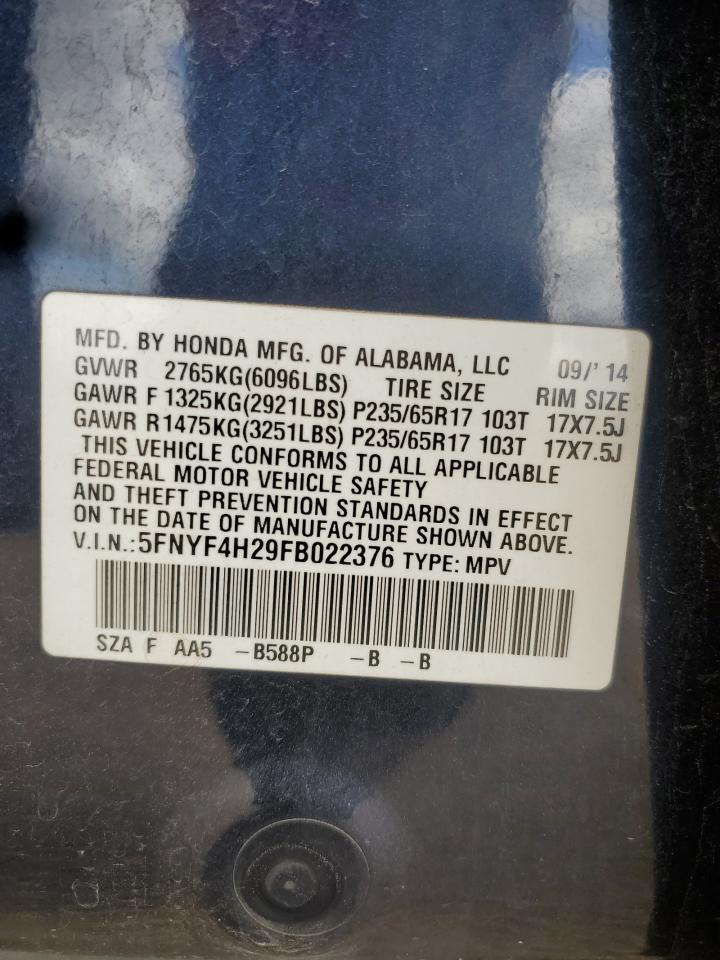 MFD. BY HONDA MFG. OF ALABAMA, LLC 09/'14
GVWR 2765KG(6096LBS) TIRE SIZE RIM SIZE
GAWR F 1325KG(2921LBS) P235/65R17 103T 17X7.5J
GAWR R1475KG(3251LBS) P235/65R17 103T 17X7.5J
THIS VEHICLE CONFORMS TO ALL APPLICABLE
FEDERAL MOTOR VEHICLE SAFETY
AND THEFT PREVENTION STANDARDS IN EFFECT
ON THE DATE OF MANUFACTURE SHOWN ABOVE.
V.I.N.:5FNYF4H29FB022376 TYPE: MPV
SZA F AA5 –B588P –B –B